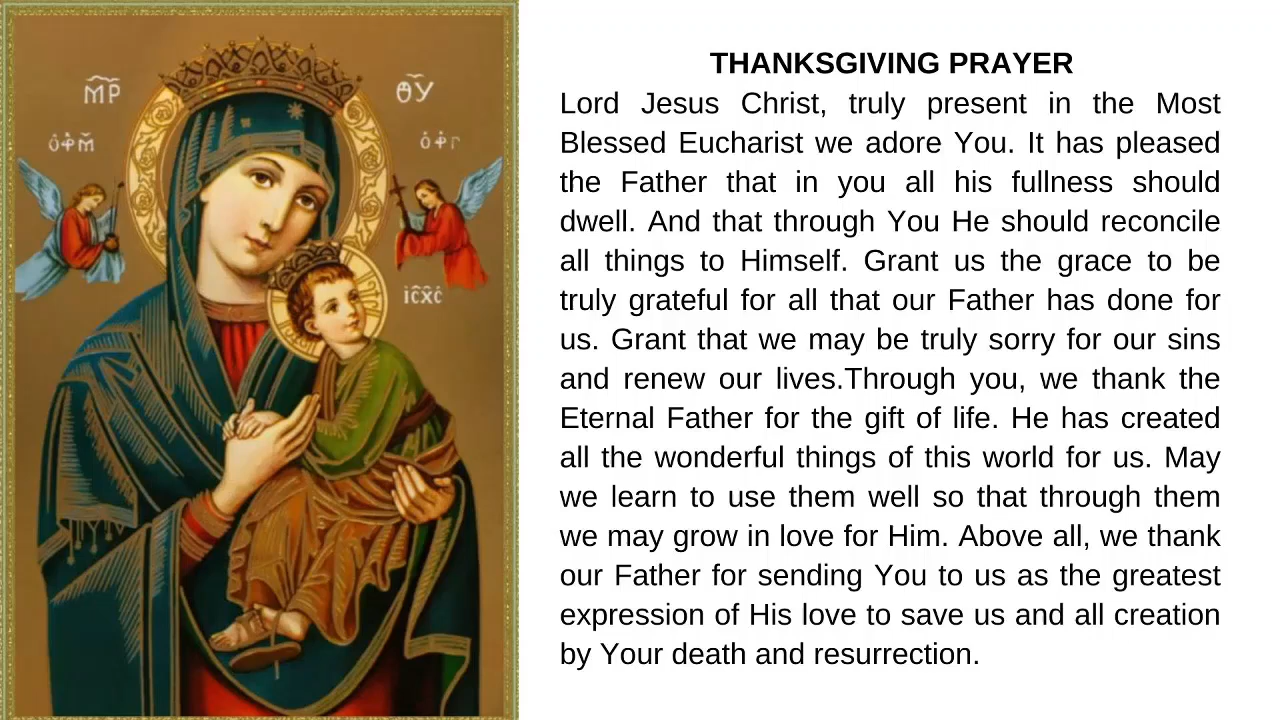 ΜΡ ΘΥ
ὁ ἀ Μ ὁ ἀ Γ
ΙC ΧC
THANKSGIVING PRAYER
Lord Jesus Christ, truly present in the Most
Blessed Eucharist we adore You. It has pleased
the Father that in you all his fullness should
dwell. And that through You He should reconcile
all things to Himself. Grant us the grace to be
truly grateful for all that our Father has done for
us. Grant that we may be truly sorry for our sins
and renew our lives.Through you, we thank the
Eternal Father for the gift of life. He has created
all the wonderful things of this world for us. May
we learn to use them well so that through them
we may grow in love for Him. Above all, we thank
our Father for sending You to us as the greatest
expression of His love to save us and all creation
by Your death and resurrection.